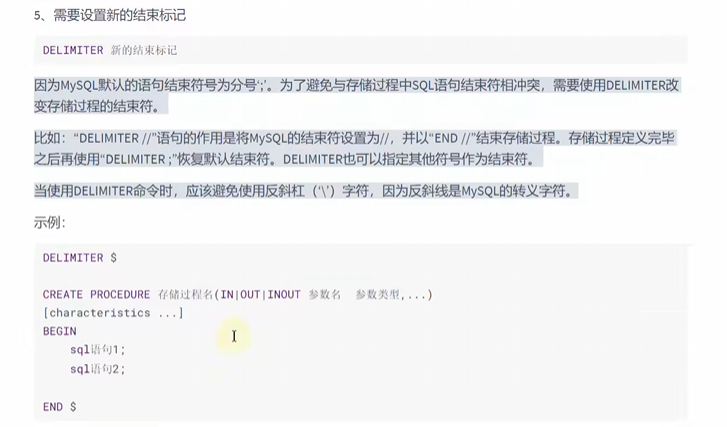 5、需要设置新的结束标记
DELIMITER 新的结束标记
因为MySQL默认的语句结束符号为分号‘;’。为了避免与存储过程中SQL语句结束符相冲突，需要使用DELIMITER改
变存储过程的结束符。
比如：“DELIMITER //”语句的作用是将MySQL的结束符设置为//，并以“END //”结束存储过程。存储过程定义完毕
之后再使用“DELIMITER ;”恢复默认结束符。DELIMITER也可以指定其他符号作为结束符。
当使用DELIMITER命令时，应该避免使用反斜杠（‘\’）字符，因为反斜线是MySQL的转义字符。
示例：
DELIMITER $
CREATE PROCEDURE 存储过程名(IN|OUT|INOUT 参数名  参数类型,...)
[characteristics ...]
BEGIN
    sql语句1;
    sql语句2;
END $